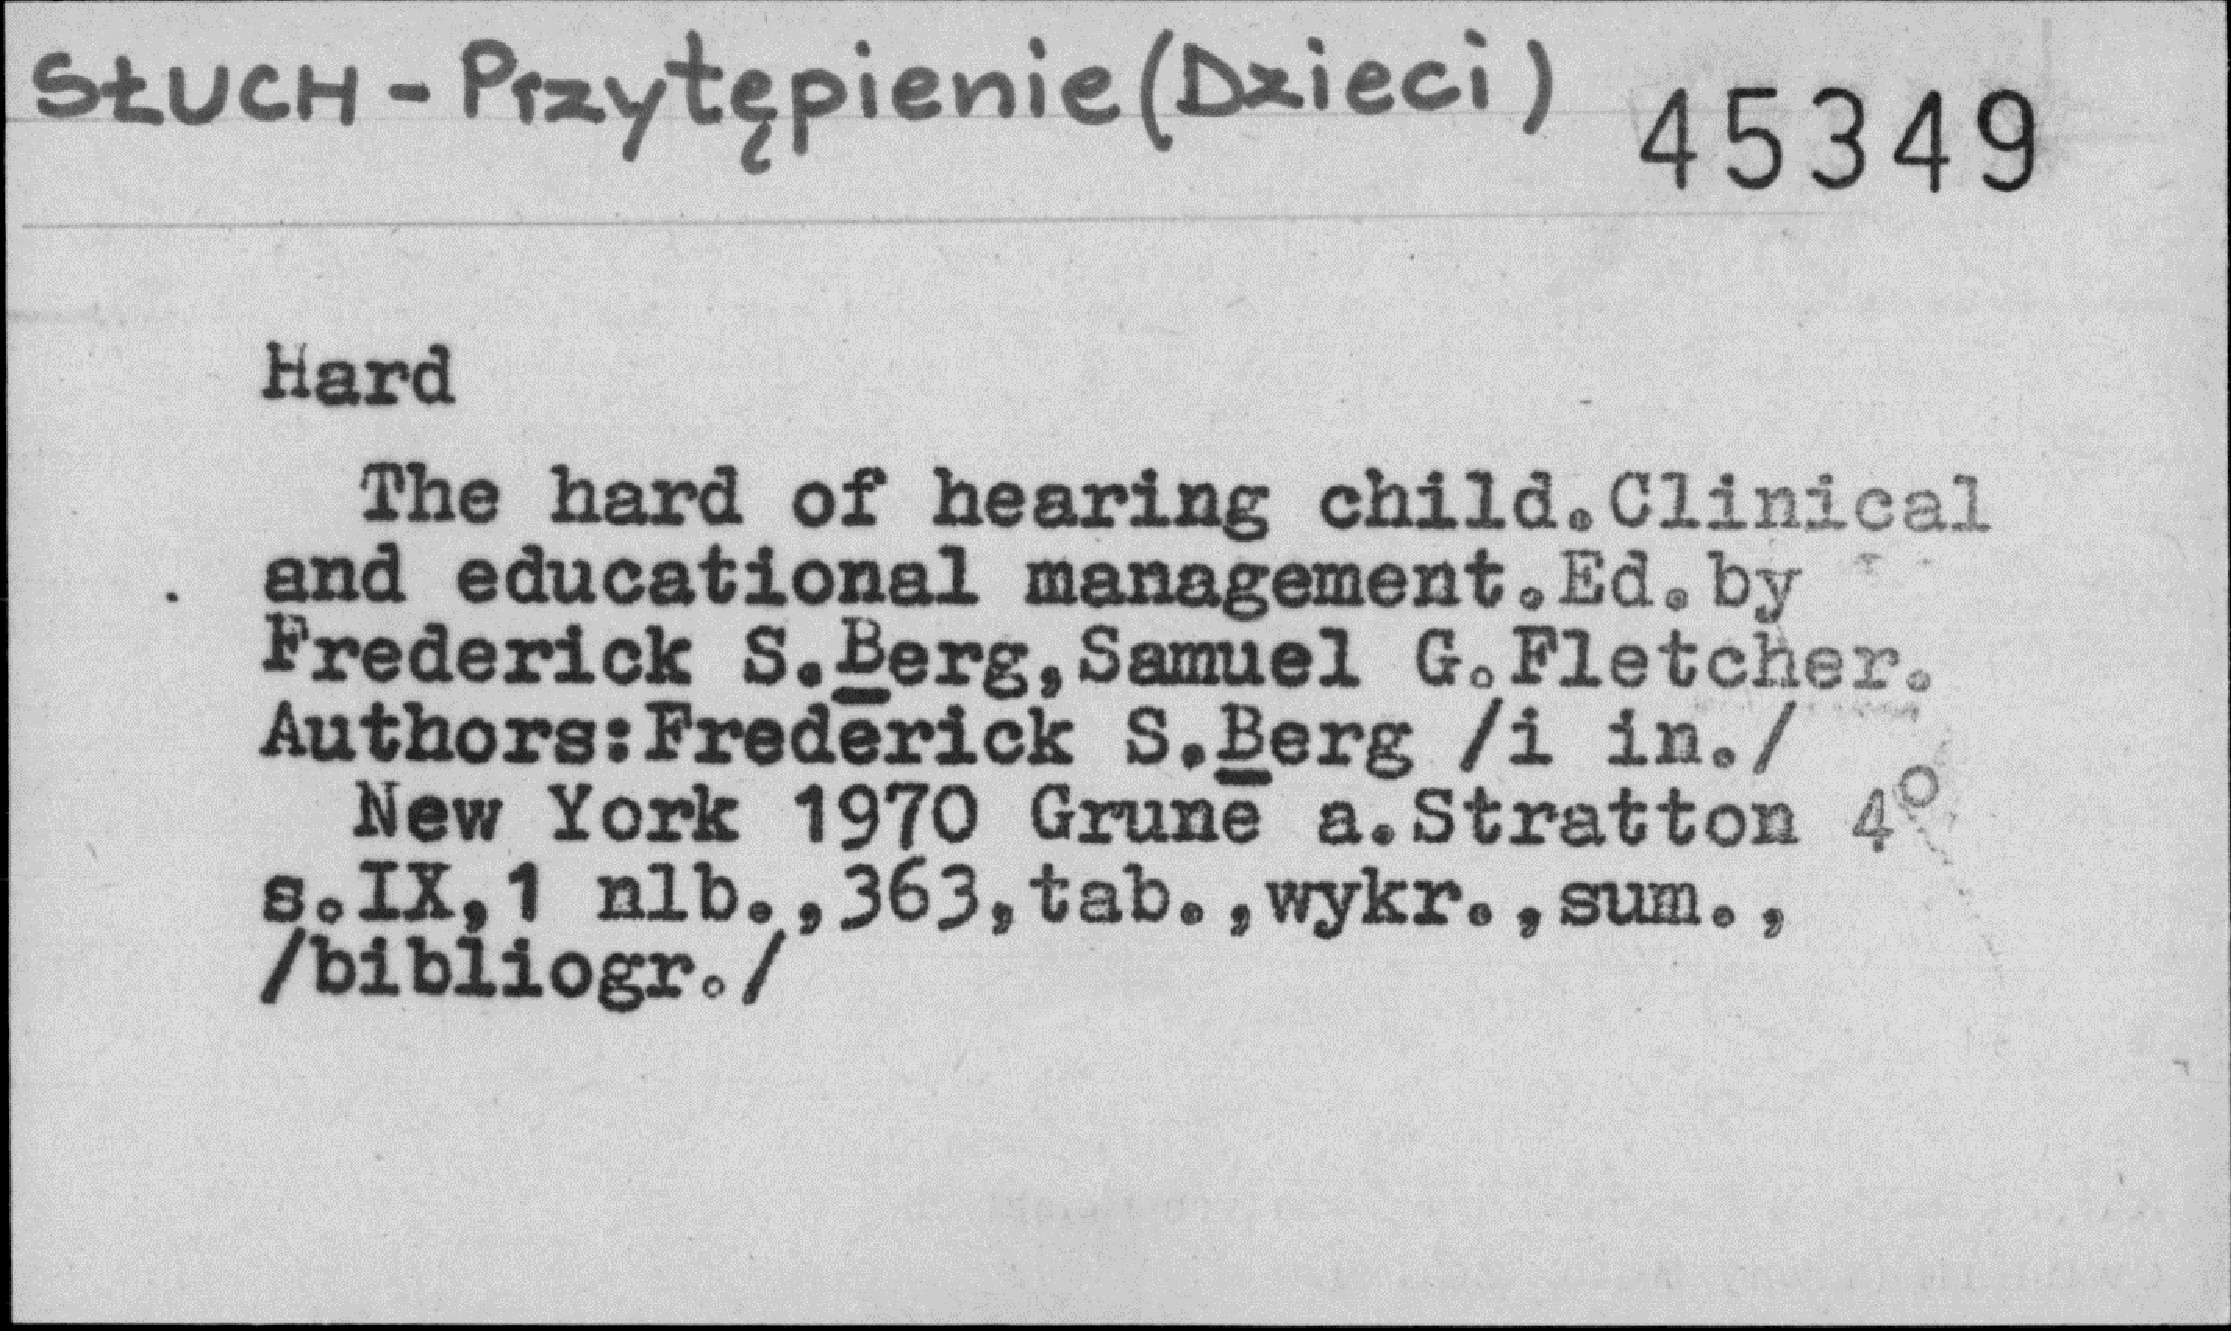 SŁUCH - Przytępienie (Dzieci)
45349
Hard
The hard of hearing child.Clinical
and educational management.Ed.by
Frederick S.Berg,Samuel G.Fletcher.
Authors:Frederick S.Berg /i in./
New York 1970 Grune a.Stratton 4°
s.IX,1 nlb.,363,tab.,wykr.,sum.,
/bibliogr./